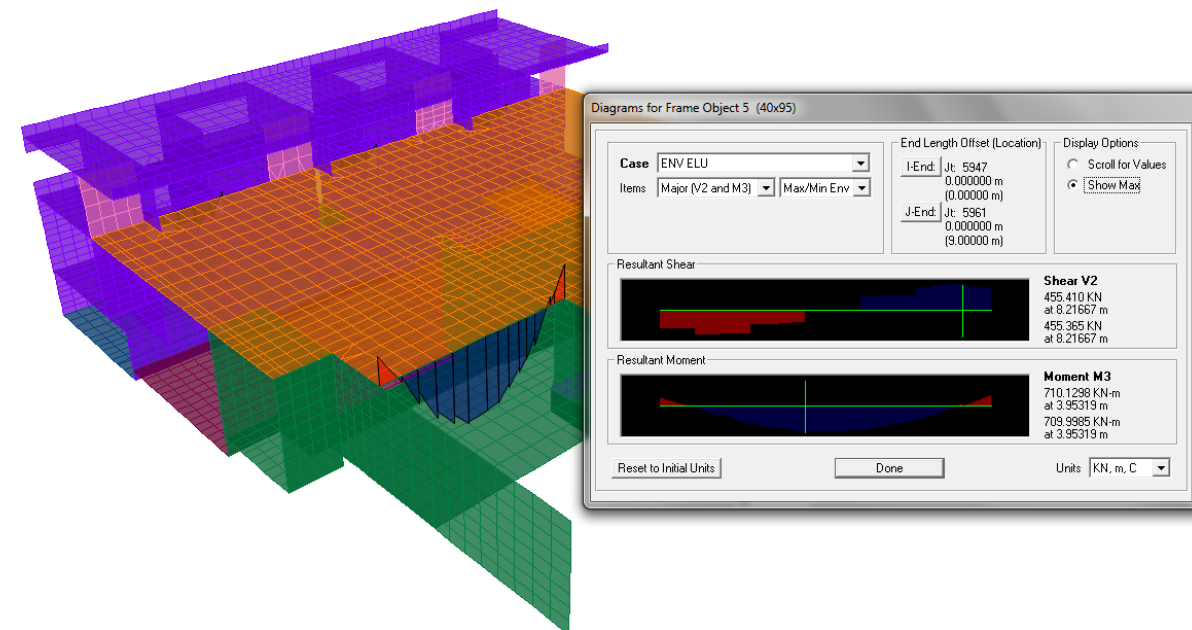 Diagrams for Frame Object 5 (40x95)
Case ENV ELU
Items Major (V2 and M3) Max/Min Env
End Length Offset (Location)
I-End: Jt: 5947
0.000000 m
(0.00000 m)
J-End: Jt: 5961
0.000000 m
(9.00000 m)
Display Options
Scroll for Values
Show Max
Resultant Shear
Shear V2
455.410 KN
at 8.21667 m
455.365 KN
at 8.21667 m
Resultant Moment
Moment M3
710.1298 KN-m
at 3.95319 m
709.9985 KN-m
at 3.95319 m
Reset to Initial Units
Done
Units KN, m, C